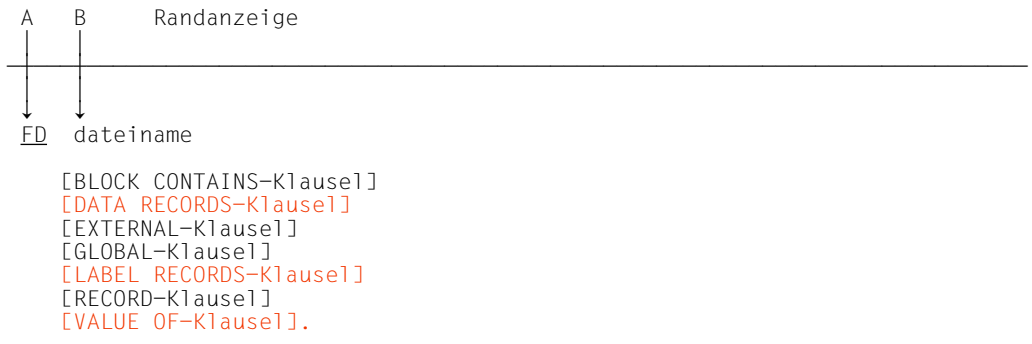 A B Randanzeige
FD dateiname
[BLOCK CONTAINS-Klausel]
[DATA RECORDS-Klausel]
[EXTERNAL-Klausel]
[GLOBAL-Klausel]
[LABEL RECORDS-Klausel]
[RECORD-Klausel]
[VALUE OF-Klausel].